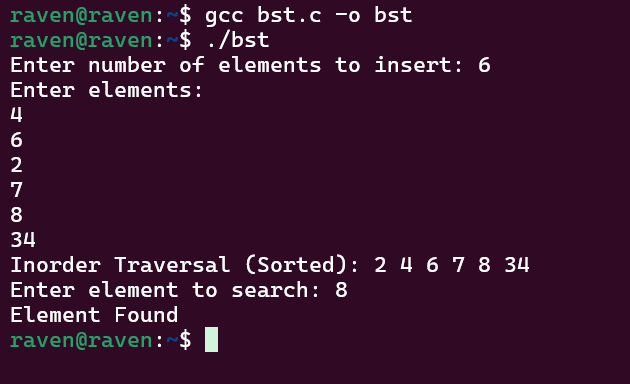 raven@raven:~$ gcc bst.c -o bst
raven@raven:~$ ./bst
Enter number of elements to insert: 6
Enter elements:
4
6
2
7
8
34
Inorder Traversal (Sorted): 2 4 6 7 8 34
Enter element to search: 8
Element Found
raven@raven:~$